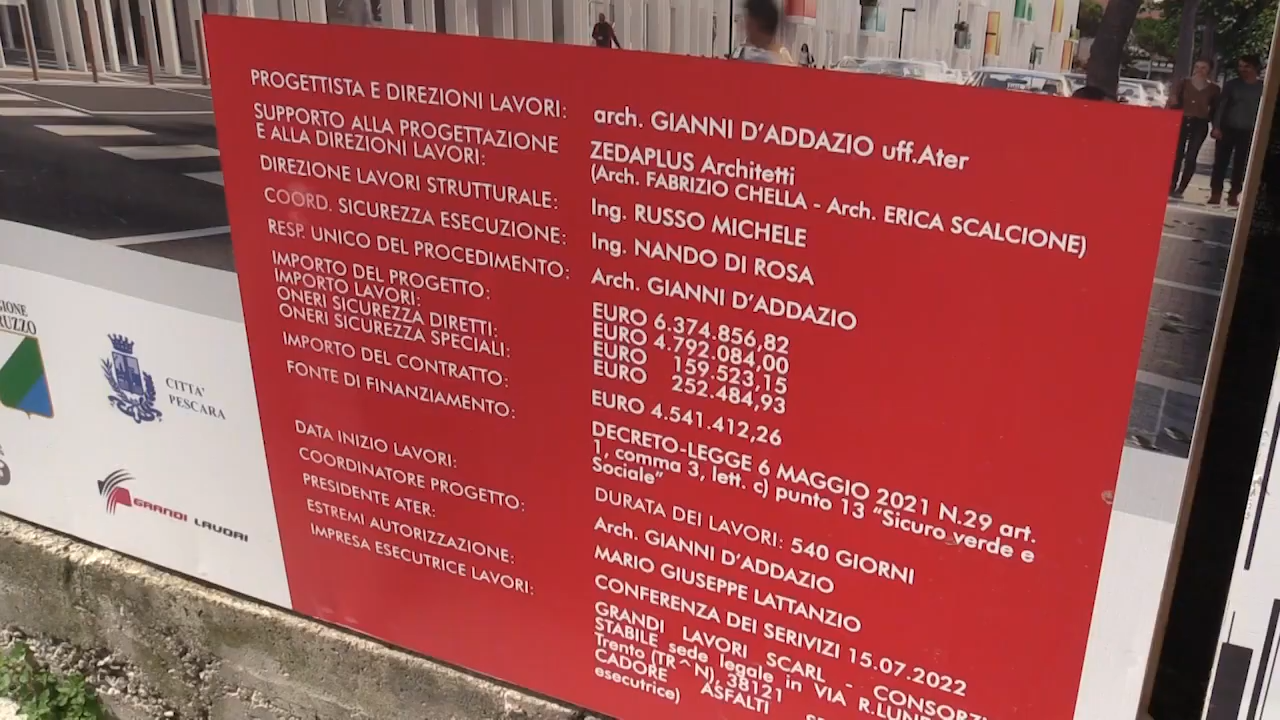 PROGETTISTA E DIREZIONI LAVORI: arch. GIANNI D'ADDAZIO uff.Ater
SUPPORTO ALLA PROGETTAZIONE
E ALLA DIREZIONI LAVORI: ZEDAPLUS Architetti
(Arch. FABRIZIO CHELLA - Arch. ERICA SCALCIONE)
DIREZIONE LAVORI STRUTTURALE: Ing. RUSSO MICHELE
COORD. SICUREZZA ESECUZIONE: Ing. NANDO DI ROSA
RESP. UNICO DEL PROCEDIMENTO: Arch. GIANNI D'ADDAZIO
IMPORTO DEL PROGETTO: EURO 6.374.856,82
IMPORTO LAVORI: EURO 4.792.084,00
ONERI SICUREZZA DIRETTI: EURO 159.523,15
ONERI SICUREZZA SPECIALI: EURO 252.484,93
IMPORTO DEL CONTRATTO: EURO 4.541.412,26
FONTE DI FINANZIAMENTO: DECRETO-LEGGE 6 MAGGIO 2021 N.29 art.
1, comma 3, lett. c) punto 13 "Sicuro verde e
Sociale"
DATA INIZIO LAVORI: DURATA DEI LAVORI: 540 GIORNI
COORDINATORE PROGETTO: Arch. GIANNI D'ADDAZIO
PRESIDENTE ATER: MARIO GIUSEPPE LATTANZIO
ESTREMI AUTORIZZAZIONE: CONFERENZA DEI SERIVIZI 15.07.2022
IMPRESA ESECUTRICE LAVORI: GRANDI LAVORI SCARL - CONSORZI
STABILE sede legale in VIA R.LUNE
Trento (TR^N), 38121
CADORE ASFALTI
esecutrice)
CITTA'
PESCARA
GRANDI LAVORI